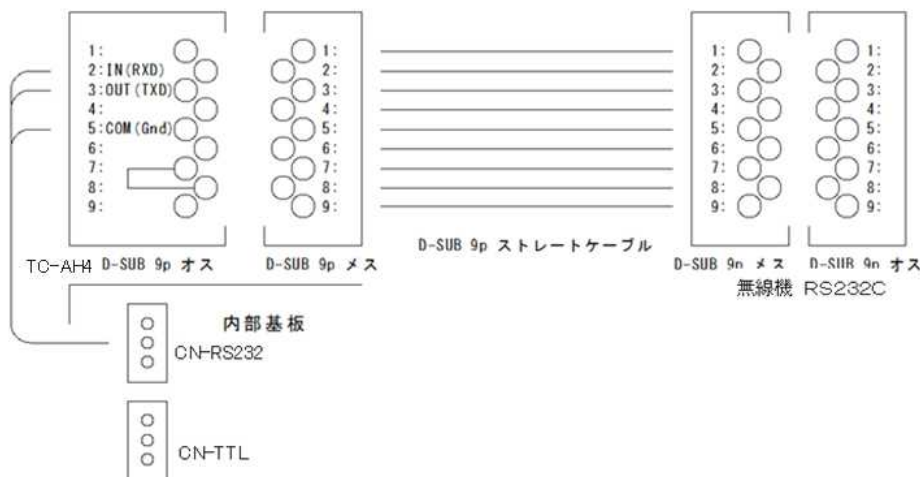 1:
2:IN(RXD)
3:OUT(TXD)
4:
5:COM(Gnd)
6:
7:
8:
9:
1:
2:
3:
4:
5:
6:
7:
8:
9:
1:
2:
3:
4:
5:
6:
7:
8:
9:
1:
2:
3:
4:
5:
6:
7:
8:
9:
TC-AH4 D-SUB 9p オス
D-SUB 9p メス
D-SUB 9p ストレートケーブル
D-SUB 9p メス
D-SUB 9p オス
無線機 RS232C
内部基板
CN-RS232
CN-TTL